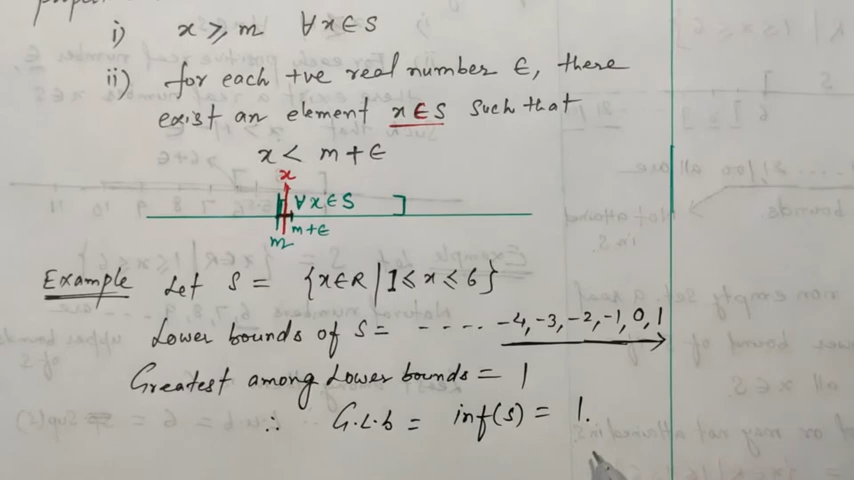 i) x ⩾ m ∀ x ∈ S
ii) for each +ve real number ϵ, there
exist an element x ∈ S such that
x < m + ϵ
x
∀ x ∈ S
m+ϵ
m
Example Let S = {x∈R | 1 ≤ x ≤ 6}
Lower bounds of S = ---- -4, -3, -2, -1, 0, 1
Greatest among Lower bounds = 1
∴ G.L.b = inf(s) = 1.